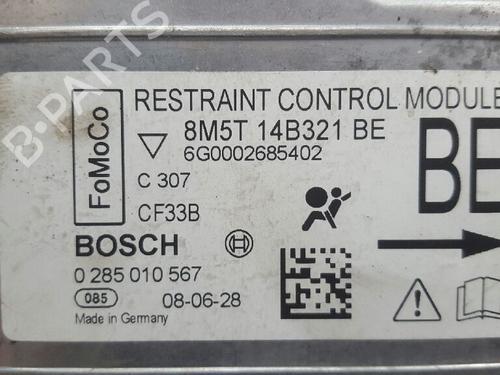 B-PARTS
FoMoCo
RESTRAINT CONTROL MODULE
8M5T 14B321 BE
6G0002685402
C 307
CF33B
BE
BOSCH
0 285 010 567
085
08-06-28
Made in Germany